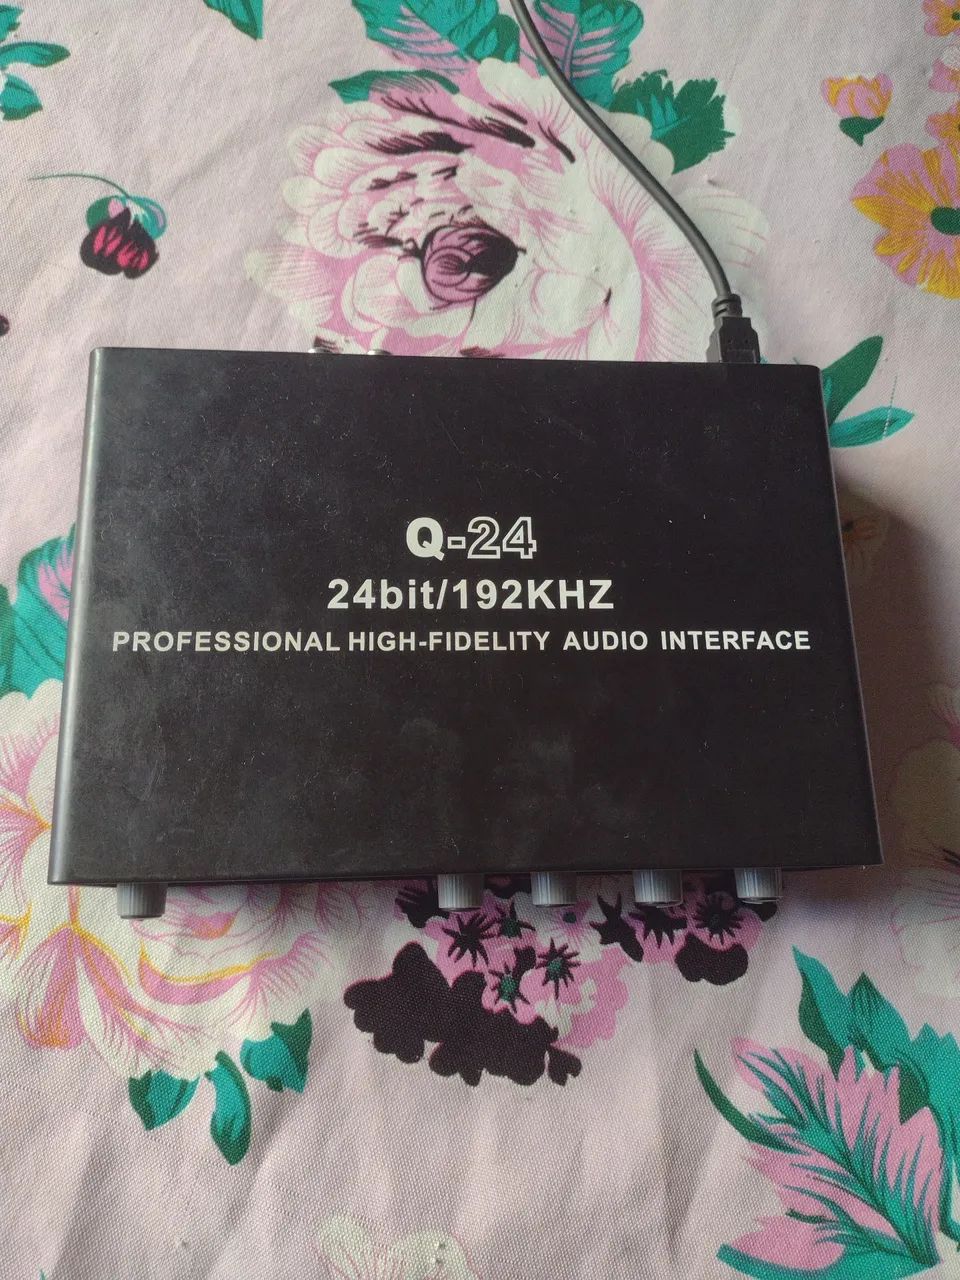 Q-24
24bit/192KHZ
PROFESSIONAL HIGH-FIDELITY AUDIO INTERFACE